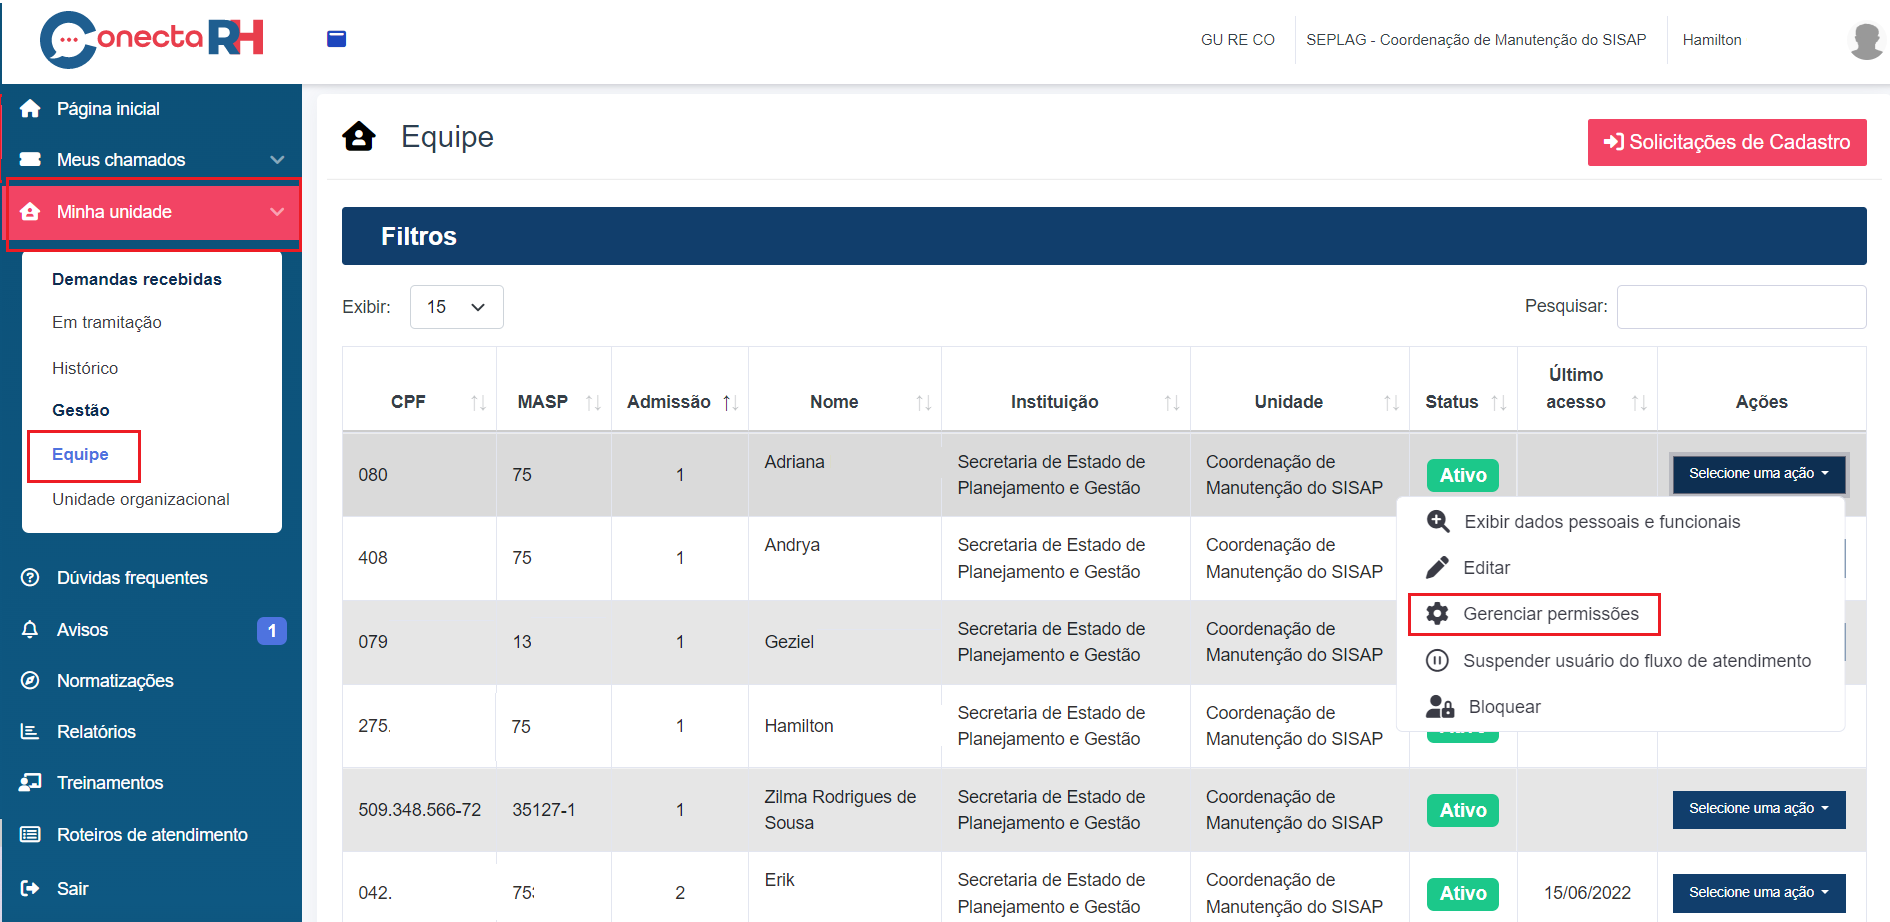 ConectaRH
GU RE CO
SEPLAG - Coordenação de Manutenção do SISAP
Hamilton
Página inicial
Meus chamados
Minha unidade
Demandas recebidas
Em tramitação
Histórico
Gestão
Equipe
Unidade organizacional
Dúvidas frequentes
Avisos
1
Normatizações
Relatórios
Treinamentos
Roteiros de atendimento
Sair
Equipe
Solicitações de Cadastro
Filtros
Exibir: 15
Pesquisar:
CPF MASP Admissão Nome Instituição Unidade Status Último acesso Ações
080 75 1 Adriana Secretaria de Estado de Planejamento e Gestão Coordenação de Manutenção do SISAP Ativo Selecione uma ação
408 75 1 Andrya Secretaria de Estado de Planejamento e Gestão Coordenação de Manutenção do SISAP
079 13 1 Geziel Secretaria de Estado de Planejamento e Gestão Coordenação de Manutenção do SISAP
275. 75 1 Hamilton Secretaria de Estado de Planejamento e Gestão Coordenação de Manutenção do SISAP
509.348.566-72 35127-1 1 Zilma Rodrigues de Sousa Secretaria de Estado de Planejamento e Gestão Coordenação de Manutenção do SISAP Ativo Selecione uma ação
042. 75 2 Erik Secretaria de Estado de Planejamento e Gestão Coordenação de Manutenção do SISAP Ativo 15/06/2022 Selecione uma ação
Exibir dados pessoais e funcionais
Editar
Gerenciar permissões
Suspender usuário do fluxo de atendimento
Bloquear